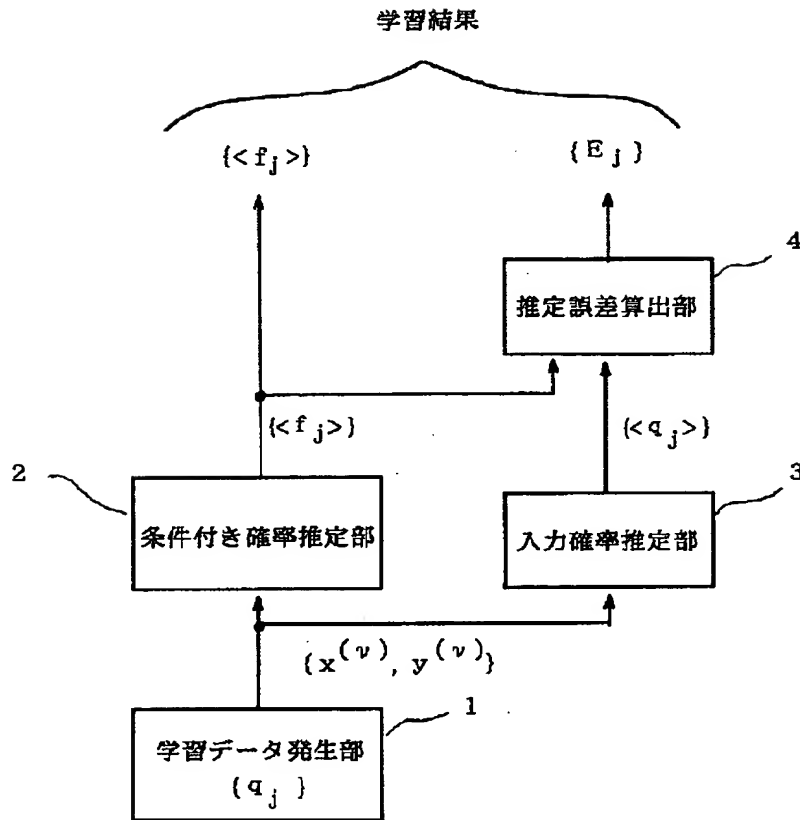 学習結果
{<f_j>}
{E_j}
4
推定誤差算出部
{<f_j>}
{<q_j>}
2
3
条件付き確率推定部
入力確率推定部
{x^(ν), y^(ν)}
1
学習データ発生部
{q_j}